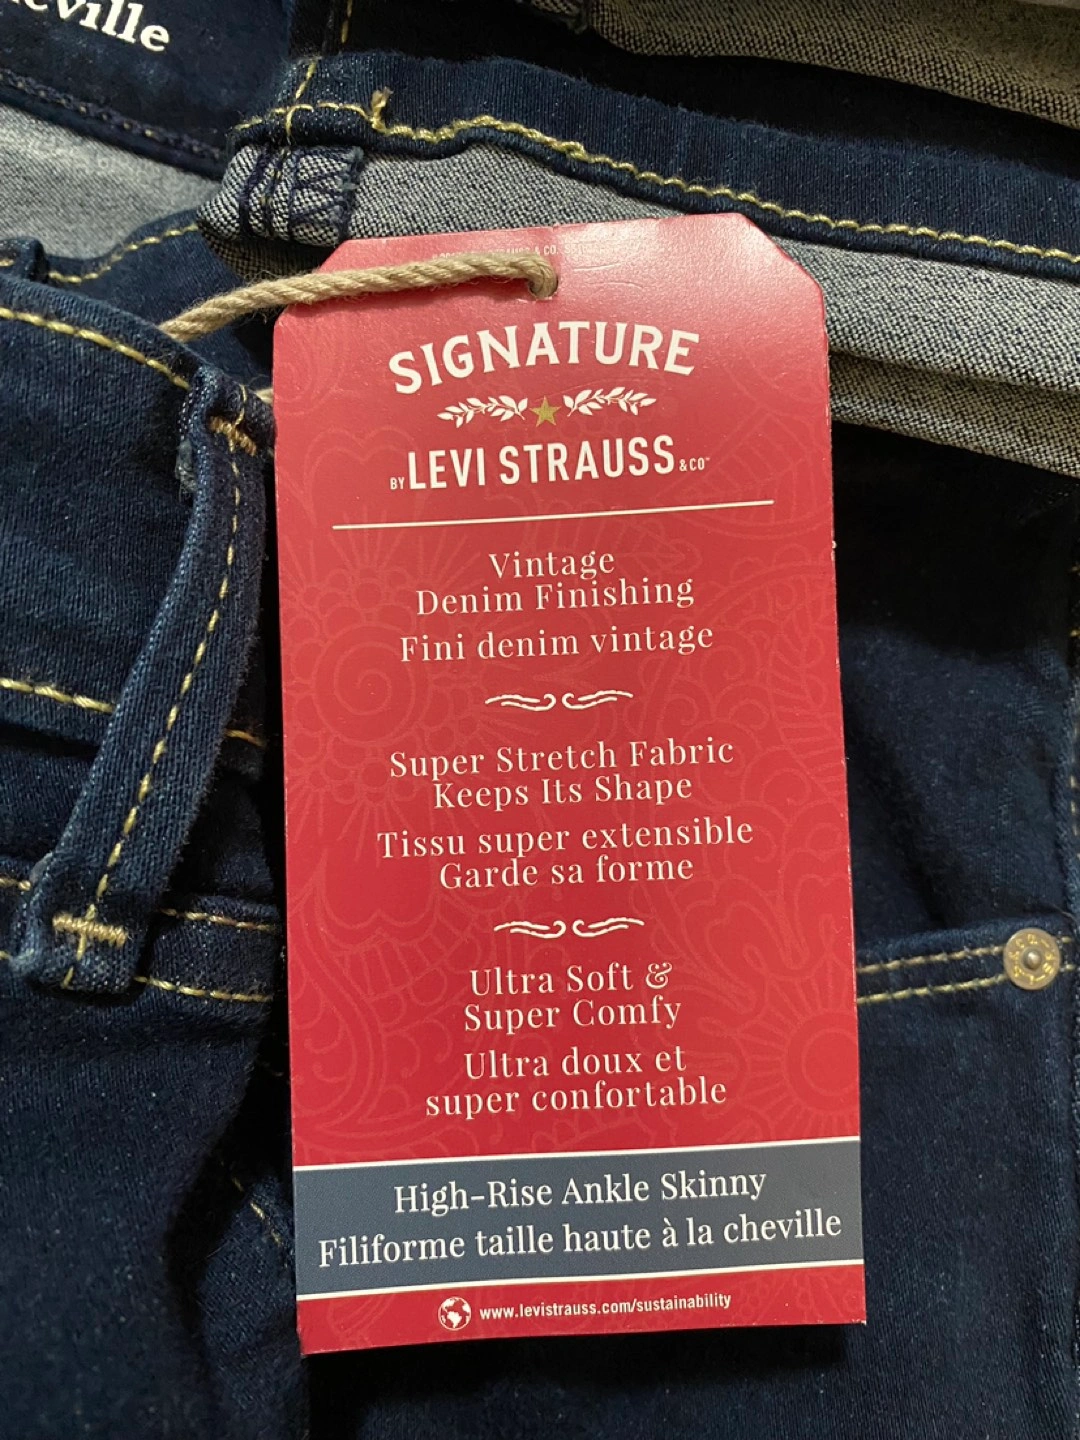 SIGNATURE
BY LEVI STRAUSS & CO™
Vintage
Denim Finishing
Fini denim vintage
Super Stretch Fabric
Keeps Its Shape
Tissu super extensible
Garde sa forme
Ultra Soft &
Super Comfy
Ultra doux et
super confortable
High-Rise Ankle Skinny
Filiforme taille haute à la cheville
www.levistrauss.com/sustainability